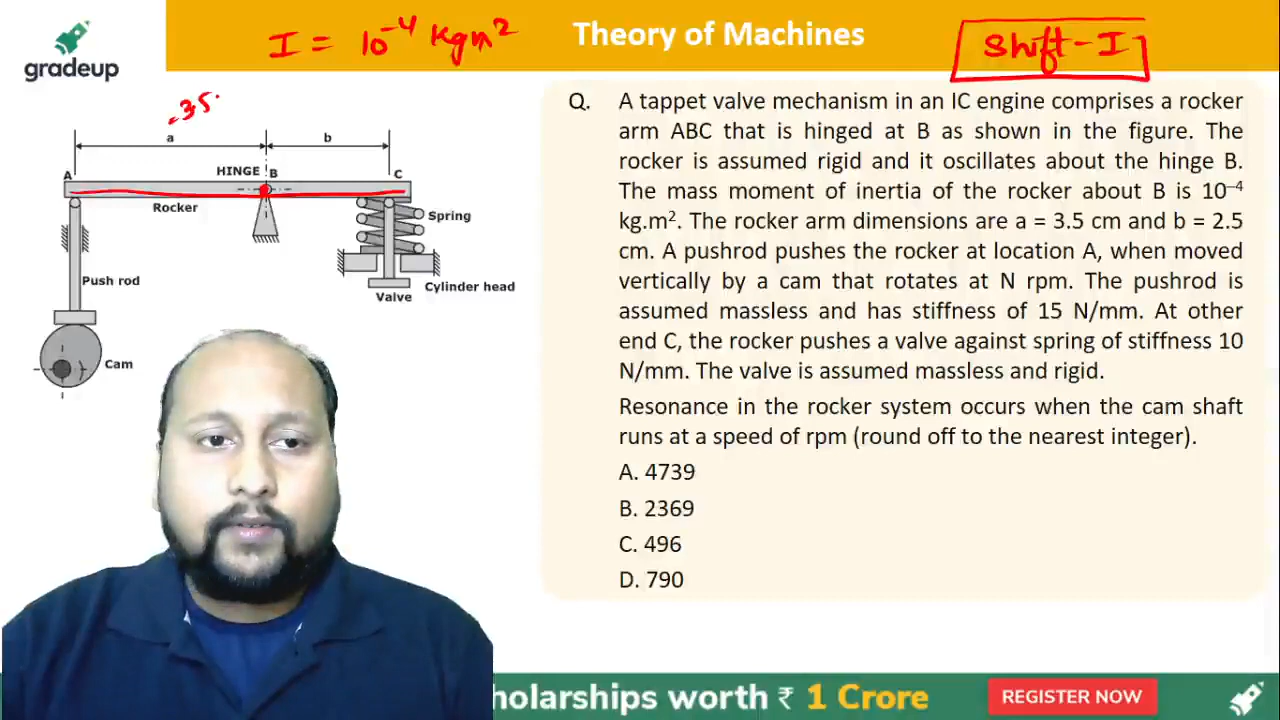 gradeup
I = 10⁻⁴ kgm²
Theory of Machines
Shift - I
.35
a
b
A
HINGE B
C
Rocker
Spring
Push rod
Cylinder head
Valve
Cam
Q. A tappet valve mechanism in an IC engine comprises a rocker
arm ABC that is hinged at B as shown in the figure. The
rocker is assumed rigid and it oscillates about the hinge B.
The mass moment of inertia of the rocker about B is 10⁻⁴
kg.m². The rocker arm dimensions are a = 3.5 cm and b = 2.5
cm. A pushrod pushes the rocker at location A, when moved
vertically by a cam that rotates at N rpm. The pushrod is
assumed massless and has stiffness of 15 N/mm. At other
end C, the rocker pushes a valve against spring of stiffness 10
N/mm. The valve is assumed massless and rigid.
Resonance in the rocker system occurs when the cam shaft
runs at a speed of rpm (round off to the nearest integer).
A. 4739
B. 2369
C. 496
D. 790
cholarships worth ₹ 1 Crore
REGISTER NOW